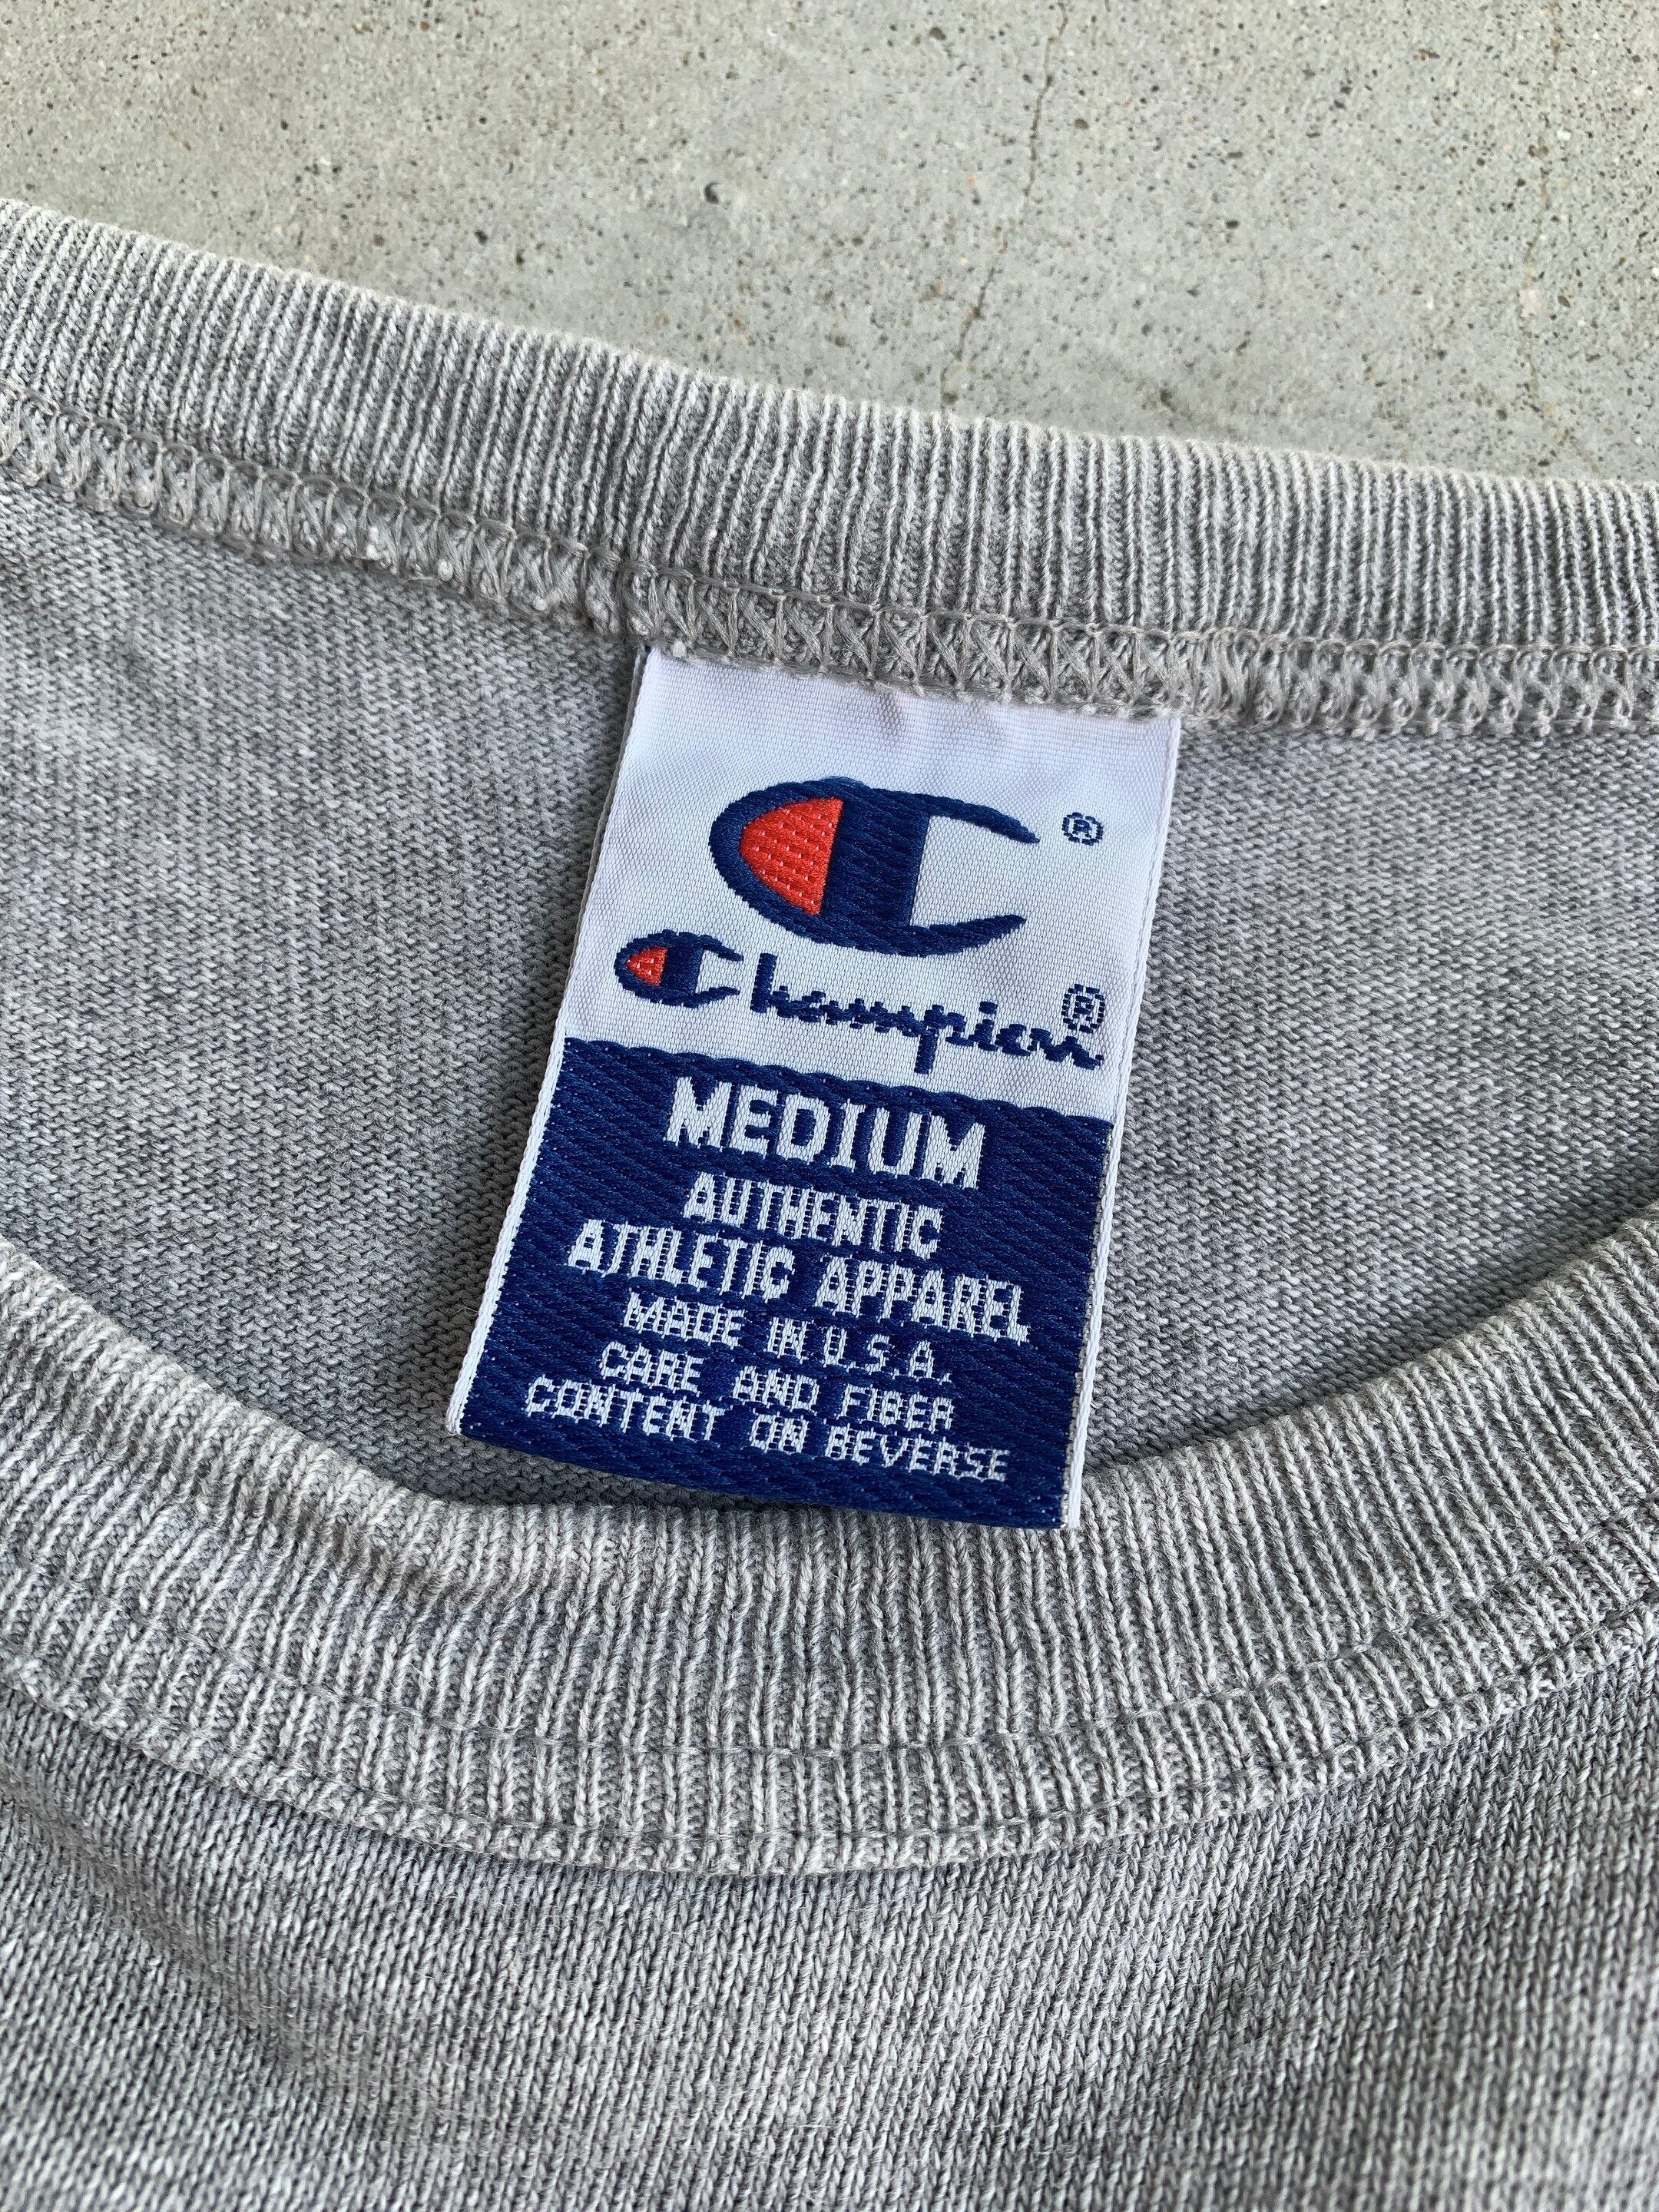 C®
Champion®
MEDIUM
AUTHENTIC
ATHLETIC APPAREL
MADE IN U.S.A.
CARE AND FIBER
CONTENT ON REVERSE